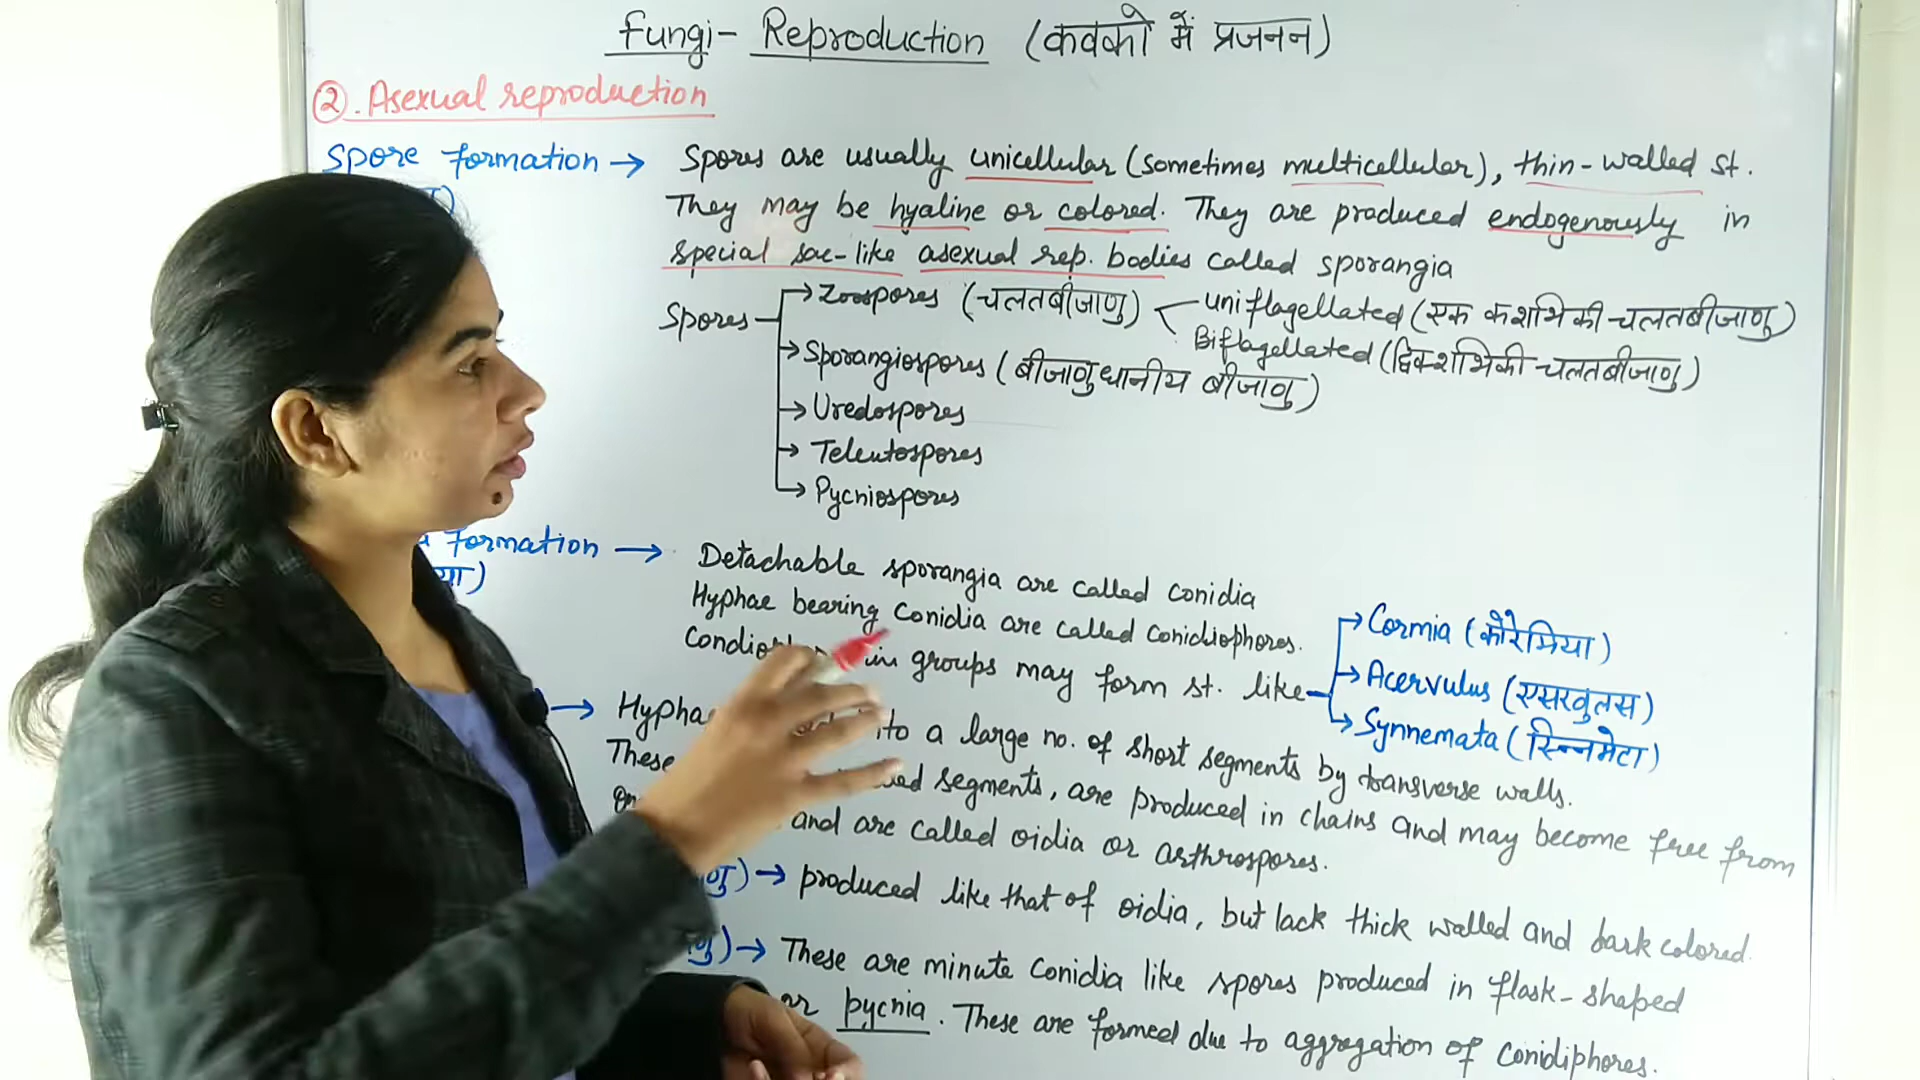 Fungi- Reproduction (कवको में प्रजनन)
②. Asexual reproduction
Spore formation → Spores are usually unicellular (sometimes multicellular), thin-walled st.
They may be hyaline or colored. They are produced endogenously in
special sac-like asexual rep. bodies called sporangia
Spores
→ Zoospores (चलतबीजाणु)
uniflagellated (एक कशाभिकी-चलतबीजाणु)
Biflagellated (द्विकशाभिकी-चलतबीजाणु)
→ Sporangiospores (बीजाणुधानीय बीजाणु)
→ Uredospores
→ Teleutospores
→ Pycniospores
formation → Detachable sporangia are called conidia
Hyphae bearing Conidia are called Conidiophores.
in groups may form st. like
→ Cormia (कोरेमिया)
→ Acervulus (एसरवुलस)
→ Synnemata (सिन्नमेटा)
→ to a large no. of short segments by transverse walls.
These segments, are produced in chains and may become free from
and are called oidia or arthrospores.
→ produced like that of oidia, but lack thick walled and dark colored.
→ These are minute Conidia like spores produced in flask-shaped
or pycnia. These are formed due to aggregation of conidiphores.